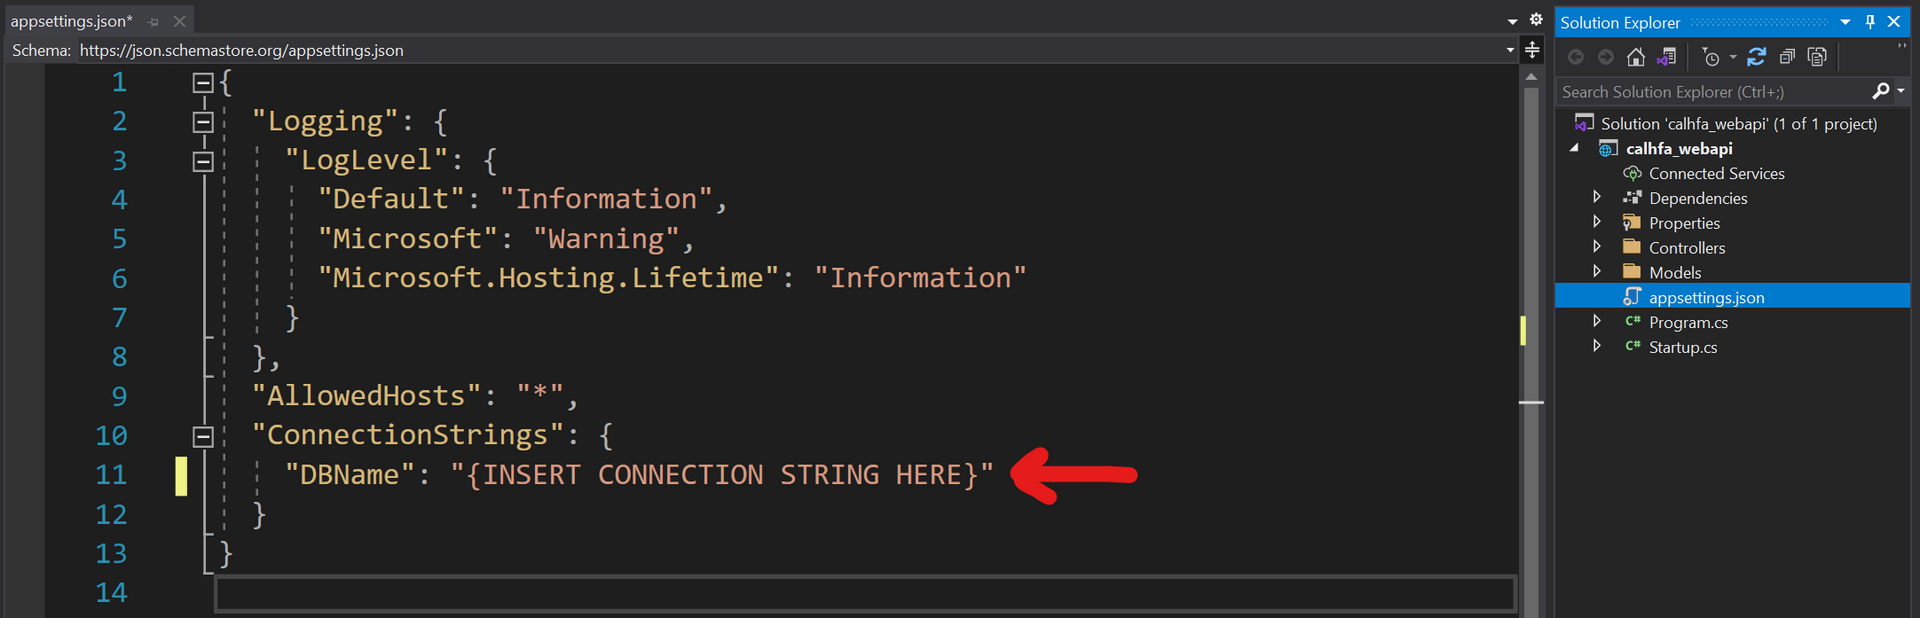 appsettings.json*
Schema: https://json.schemastore.org/appsettings.json
1 {
2 "Logging": {
3 "LogLevel": {
4 "Default": "Information",
5 "Microsoft": "Warning",
6 "Microsoft.Hosting.Lifetime": "Information"
7 }
8 },
9 "AllowedHosts": "*",
10 "ConnectionStrings": {
11 "DBName": "{INSERT CONNECTION STRING HERE}"
12 }
13 }
14
Solution Explorer
Search Solution Explorer (Ctrl+;)
Solution 'calhfa_webapi' (1 of 1 project)
calhfa_webapi
Connected Services
Dependencies
Properties
Controllers
Models
appsettings.json
C# Program.cs
C# Startup.cs